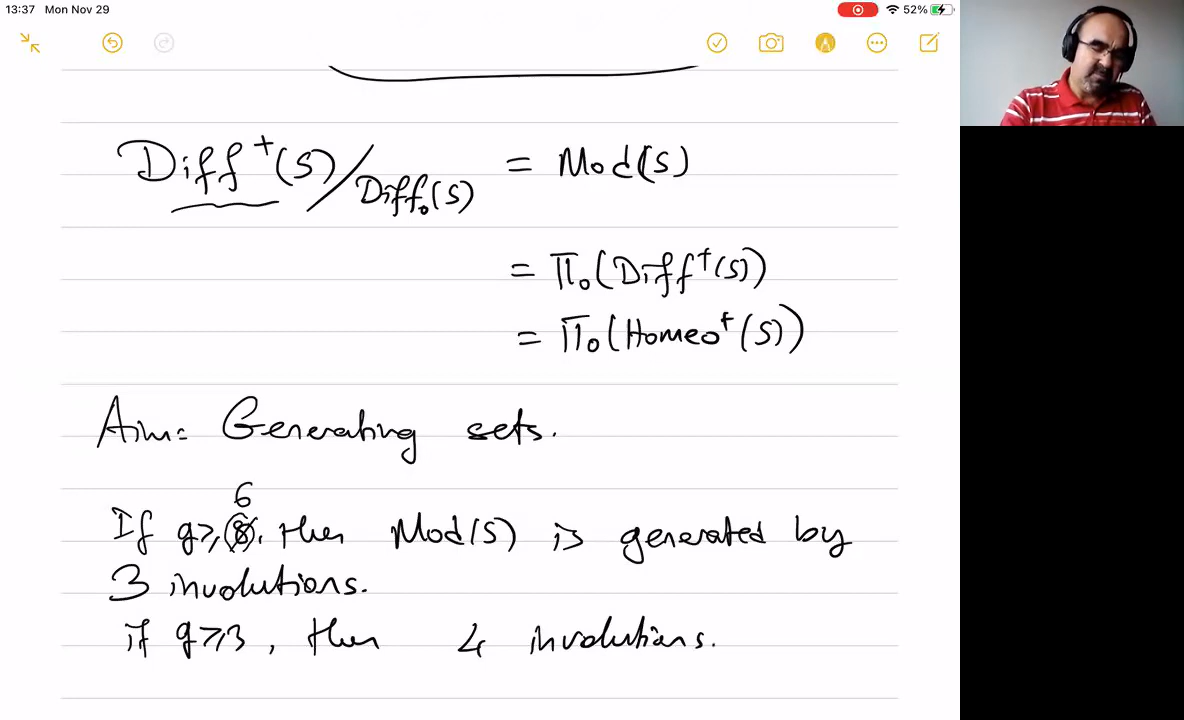 13:37 Mon Nov 29
52%
Diff⁺(S)/Diff₀(S) = Mod(S)
= π₀(Diff⁺(S))
= π₀(Homeo⁺(S))
Aim: Generating sets.
6
If g≥8, then Mod(S) is generated by
3 involutions.
if g≥3, then 4 involutions.